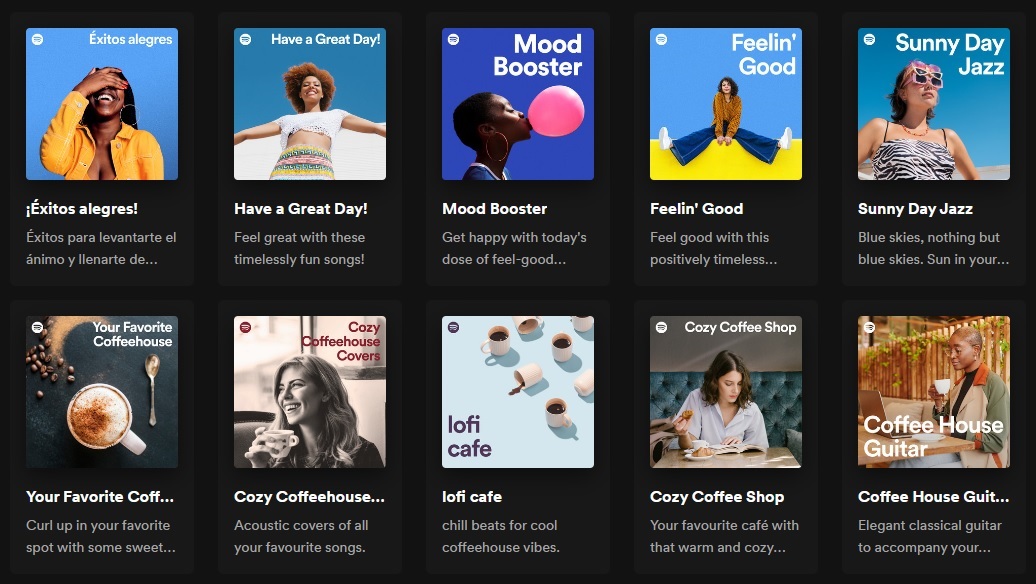 Éxitos alegres
Have a Great Day!
Mood
Booster
Feelin'
Good
Sunny Day
Jazz
¡Éxitos alegres!
Have a Great Day!
Mood Booster
Feelin' Good
Sunny Day Jazz
Éxitos para levantarte el
ánimo y llenarte de...
Feel great with these
timelessly fun songs!
Get happy with today's
dose of feel-good...
Feel good with this
positively timeless...
Blue skies, nothing but
blue skies. Sun in your...
Your Favorite
Coffeehouse
Cozy
Coffeehouse
Covers
lofi
cafe
Cozy Coffee Shop
Coffee House
Guitar
Your Favorite Coff...
Cozy Coffeehouse...
lofi cafe
Cozy Coffee Shop
Coffee House Guit...
Curl up in your favorite
spot with some sweet...
Acoustic covers of all
your favourite songs.
chill beats for cool
coffeehouse vibes.
Your favourite café with
that warm and cozy...
Elegant classical guitar
to accompany your...